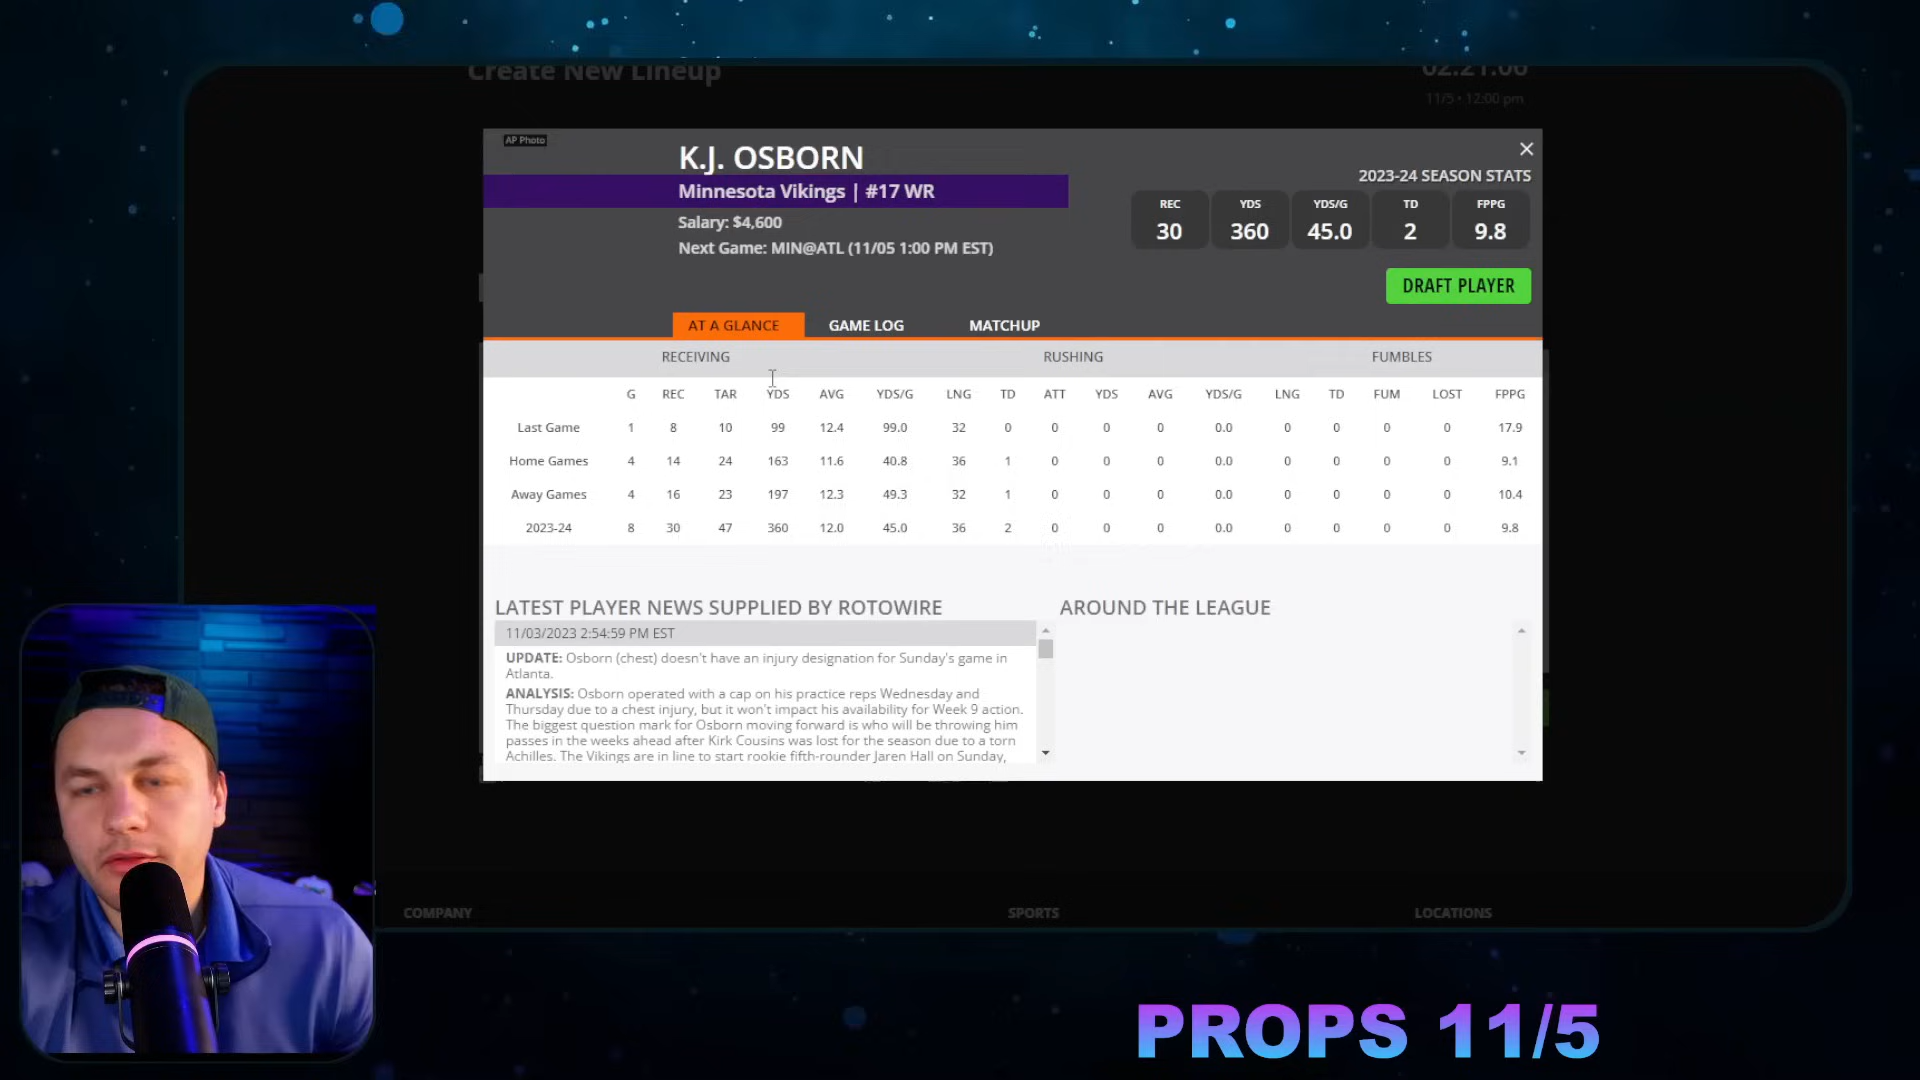 Create New Lineup
02:21:00
11/5 • 12:00 pm
AP Photo
K.J. OSBORN
Minnesota Vikings | #17 WR
Salary: $4,600
Next Game: MIN@ATL (11/05 1:00 PM EST)
2023-24 SEASON STATS
REC YDS YDS/G TD FPPG
30 360 45.0 2 9.8
DRAFT PLAYER
AT A GLANCE GAME LOG MATCHUP
RECEIVING RUSHING FUMBLES
G REC TAR YDS AVG YDS/G LNG TD ATT YDS AVG YDS/G LNG TD FUM LOST FPPG
Last Game 1 8 10 99 12.4 99.0 32 0 0 0 0 0.0 0 0 0 0 17.9
Home Games 4 14 24 163 11.6 40.8 36 1 0 0 0 0.0 0 0 0 0 9.1
Away Games 4 16 23 197 12.3 49.3 32 1 0 0 0 0.0 0 0 0 0 10.4
2023-24 8 30 47 360 12.0 45.0 36 2 0 0 0 0.0 0 0 0 0 9.8
LATEST PLAYER NEWS SUPPLIED BY ROTOWIRE
11/03/2023 2:54:59 PM EST
UPDATE: Osborn (chest) doesn't have an injury designation for Sunday's game in
Atlanta.
ANALYSIS: Osborn operated with a cap on his practice reps Wednesday and
Thursday due to a chest injury, but it won't impact his availability for Week 9 action.
The biggest question mark for Osborn moving forward is who will be throwing him
passes in the weeks ahead after Kirk Cousins was lost for the season due to a torn
Achilles. The Vikings are in line to start rookie fifth-rounder Jaren Hall on Sunday,
AROUND THE LEAGUE
COMPANY SPORTS LOCATIONS
PROPS 11/5